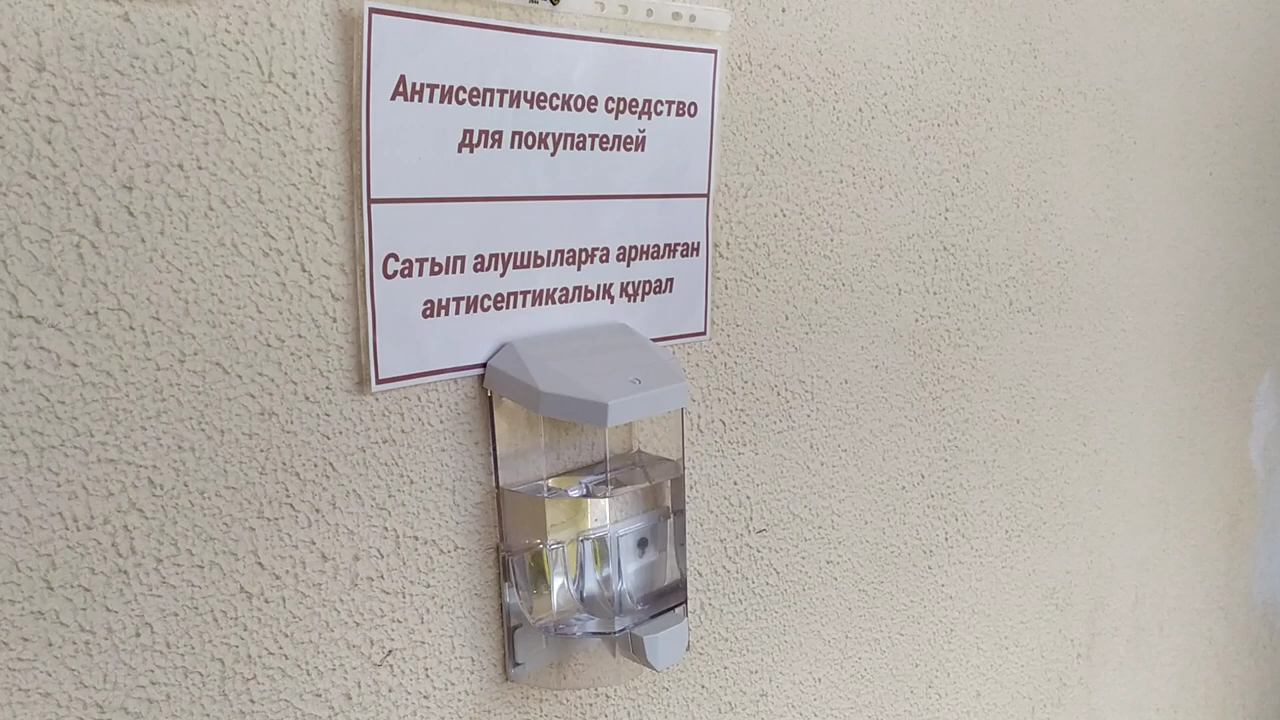 Антисептическое средство
для покупателей
Сатып алушыларға арналған
антисептикалық құрал